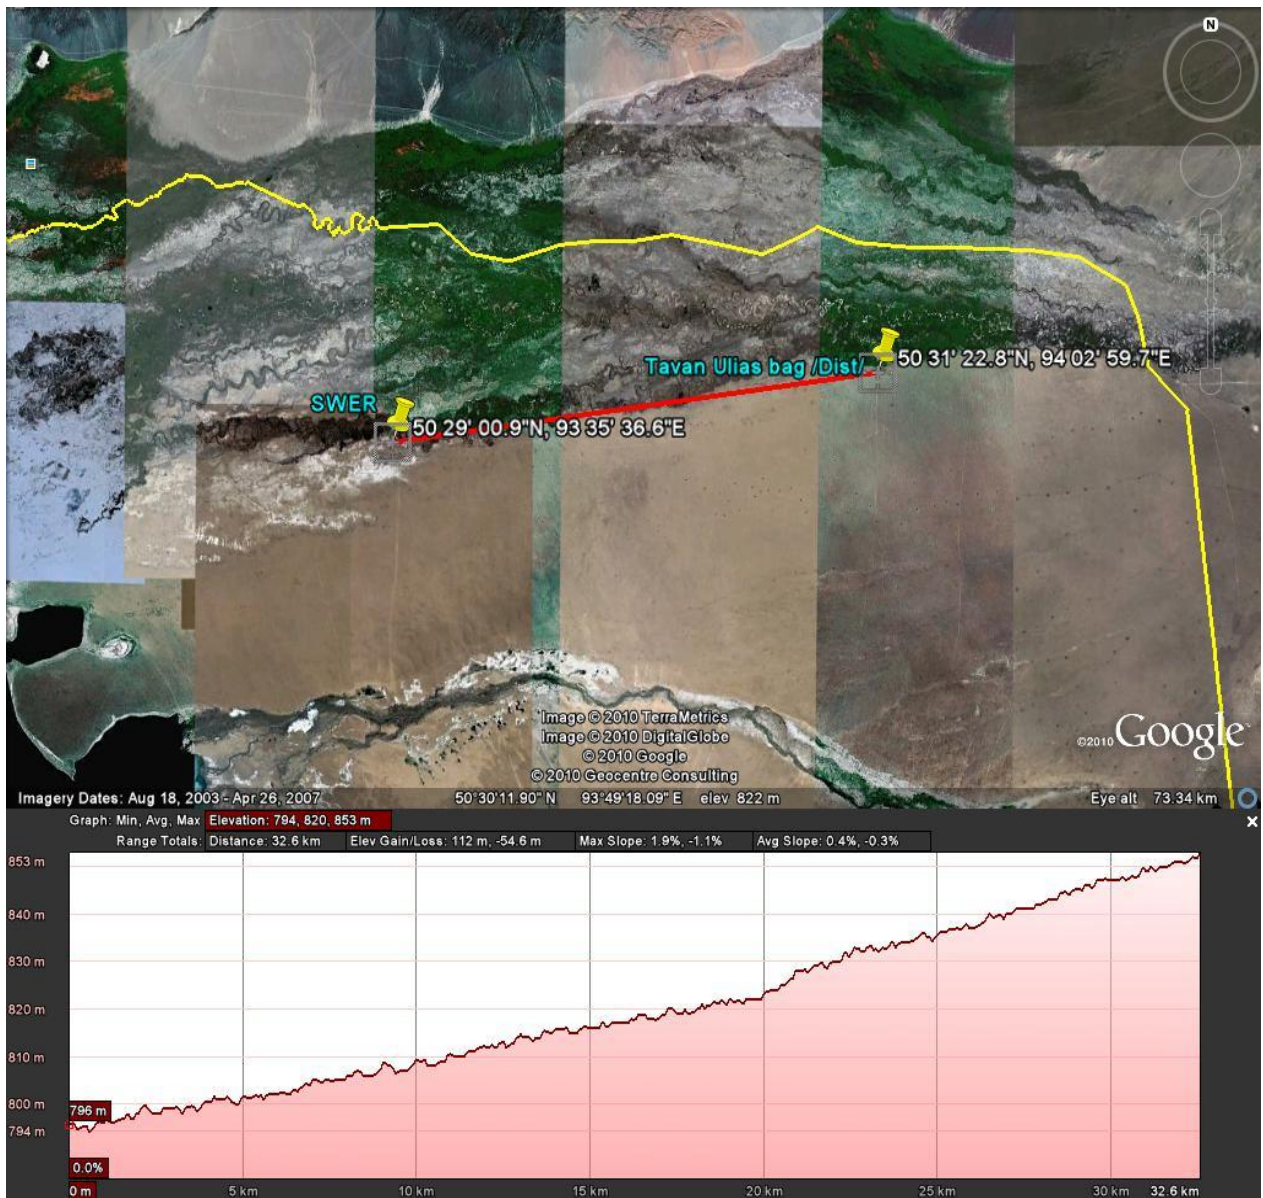 N
Tavan Ulias bag /Dist/
50 31' 22.8"N, 94 02' 59.7"E
SWER
50 29' 00.9"N, 93 35' 36.6"E
Image © 2010 TerraMetrics
Image © 2010 DigitalGlobe
© 2010 Google
© 2010 Geocentre Consulting
©2010 Google
Imagery Dates: Aug 18, 2003 - Apr 26, 2007 50°30'11.90" N 93°49'18.09" E elev 822 m Eye alt 73.34 km
Graph: Min, Avg, Max Elevation: 794, 820, 853 m
Range Totals: Distance: 32.6 km Elev Gain/Loss: 112 m, -54.6 m Max Slope: 1.9%, -1.1% Avg Slope: 0.4%, -0.3%
853 m
840 m
830 m
820 m
810 m
800 m
796 m
794 m
0.0%
0 m 5 km 10 km 15 km 20 km 25 km 30 km 32.6 km